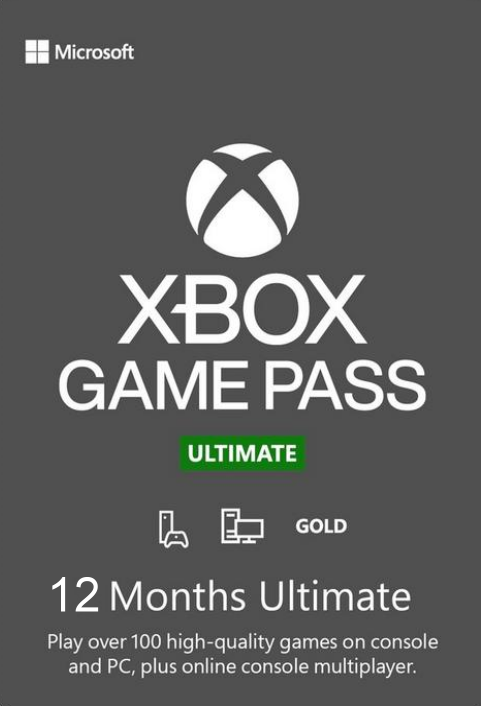 Microsoft
XBOX
GAME PASS
ULTIMATE
GOLD
12 Months Ultimate
Play over 100 high-quality games on console
and PC, plus online console multiplayer.